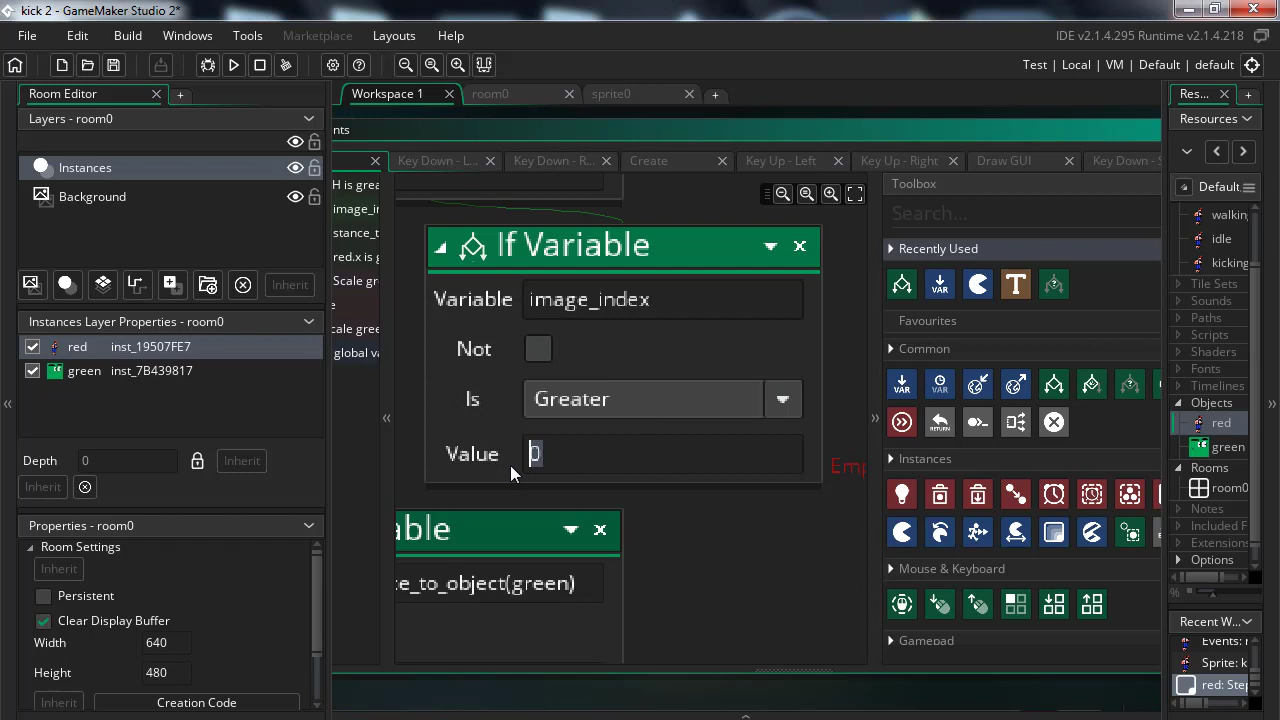 kick 2 - GameMaker Studio 2*
File Edit Build Windows Tools Marketplace Layouts Help
IDE v2.1.4.295 Runtime v2.1.4.218
Test | Local | VM | Default | default
Room Editor
Workspace 1 room0 sprite0
Res...
Layers - room0
Resources
nts
Key Down - L... Key Down - R... Create Key Up - Left Key Up - Right Draw GUI Key Down - S
Instances
Background
Default
H is grea
image_in
stance_t
red.x is g
Scale gre
e
cale gree
global va
If Variable
Variable image_index
Not
Is Greater
Value 0
Emp
able
ce_to_object(green)
Toolbox
Search...
Recently Used
VAR
T
Favourites
Common
VAR
VAR
RETURN
Instances
Mouse & Keyboard
Gamepad
walking
idle
kicking
Tile Sets
Sounds
Paths
Scripts
Shaders
Fonts
Timelines
Objects
red
green
Rooms
room0
Notes
Included F
Extensions
Options
%
Recent W...
Events: r
Sprite: k
red: Step
Inherit
Instances Layer Properties - room0
red inst_19507FE7
green inst_7B439817
Depth 0 Inherit
Inherit
Properties - room0
Room Settings
Inherit
Persistent
Clear Display Buffer
Width 640
Height 480
Inherit Creation Code